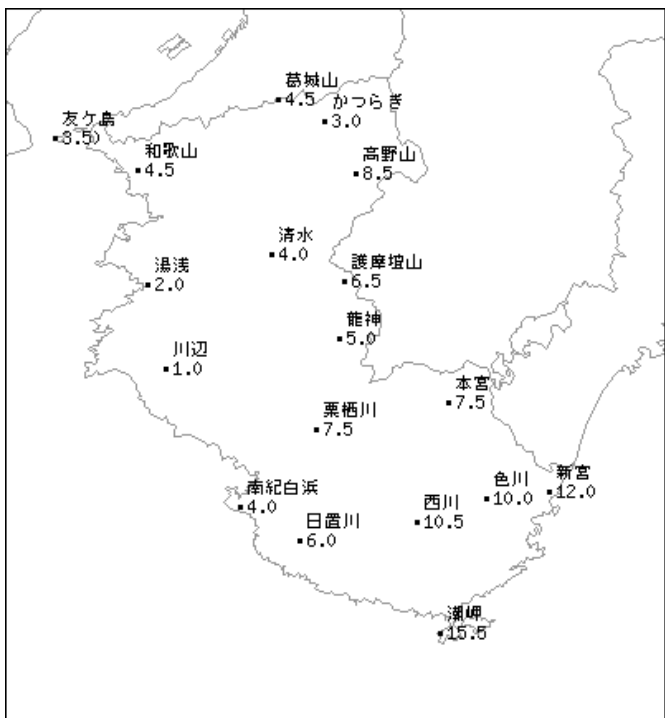 葛城山
4.5
かつらぎ
3.0
友ケ島
3.5)
和歌山
4.5
高野山
8.5
清水
4.0
湯浅
2.0
護摩壇山
6.5
龍神
5.0
川辺
1.0
本宮
7.5
栗栖川
7.5
南紀白浜
4.0
日置川
6.0
西川
10.5
色川
10.0
新宮
12.0
潮岬
15.5